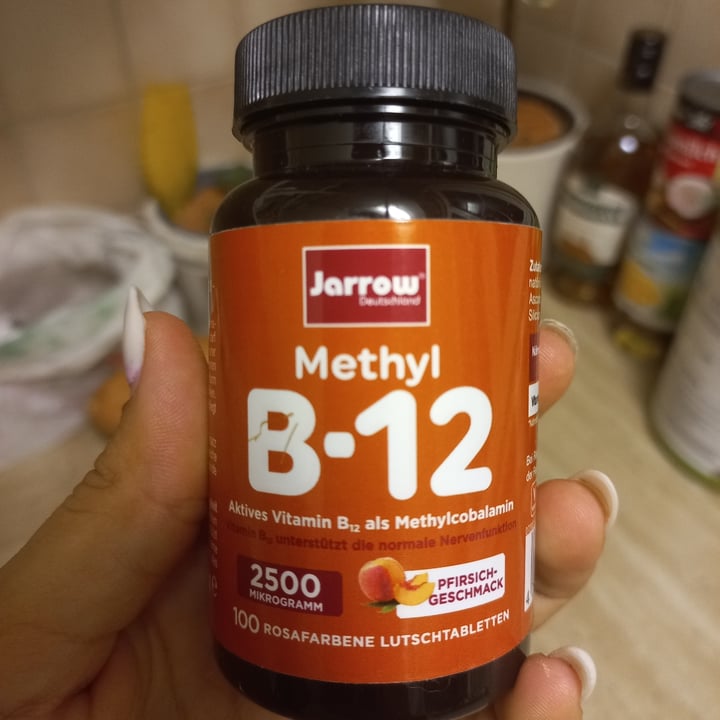 Jarrow®
Deutschland
Methyl
B-12
Aktives Vitamin B12 als Methylcobalamin
Vitamin B12 unterstützt die normale Nervenfunktion
2500
MIKROGRAMM
PFIRSICH-
GESCHMACK
100 ROSAFARBENE LUTSCHTABLETTEN